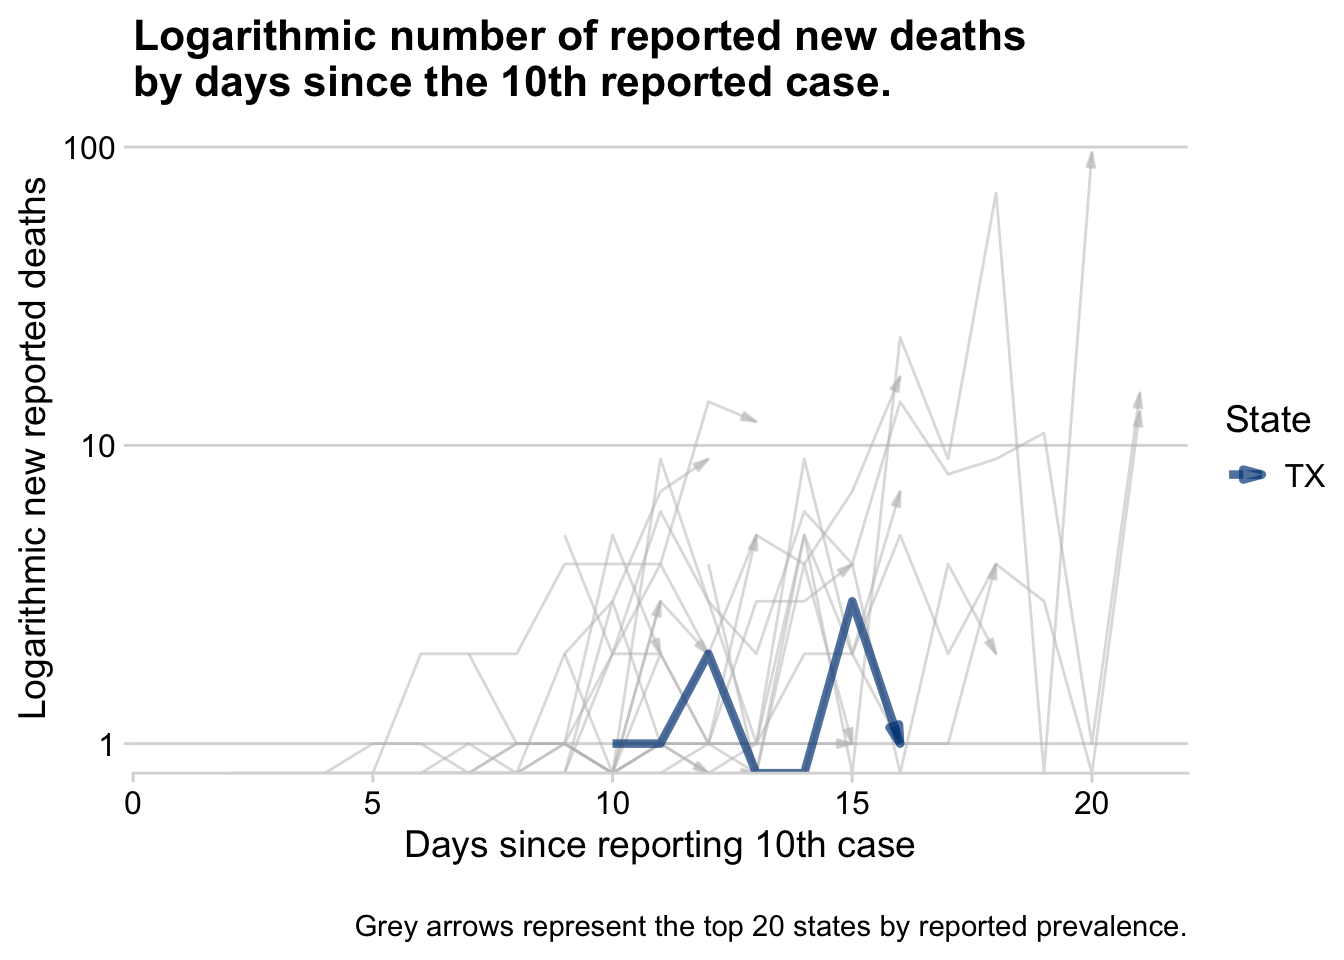 Logarithmic number of reported new deaths
by days since the 10th reported case.
Logarithmic new reported deaths
100
10
1
0 5 10 15 20
Days since reporting 10th case
State
TX
Grey arrows represent the top 20 states by reported prevalence.